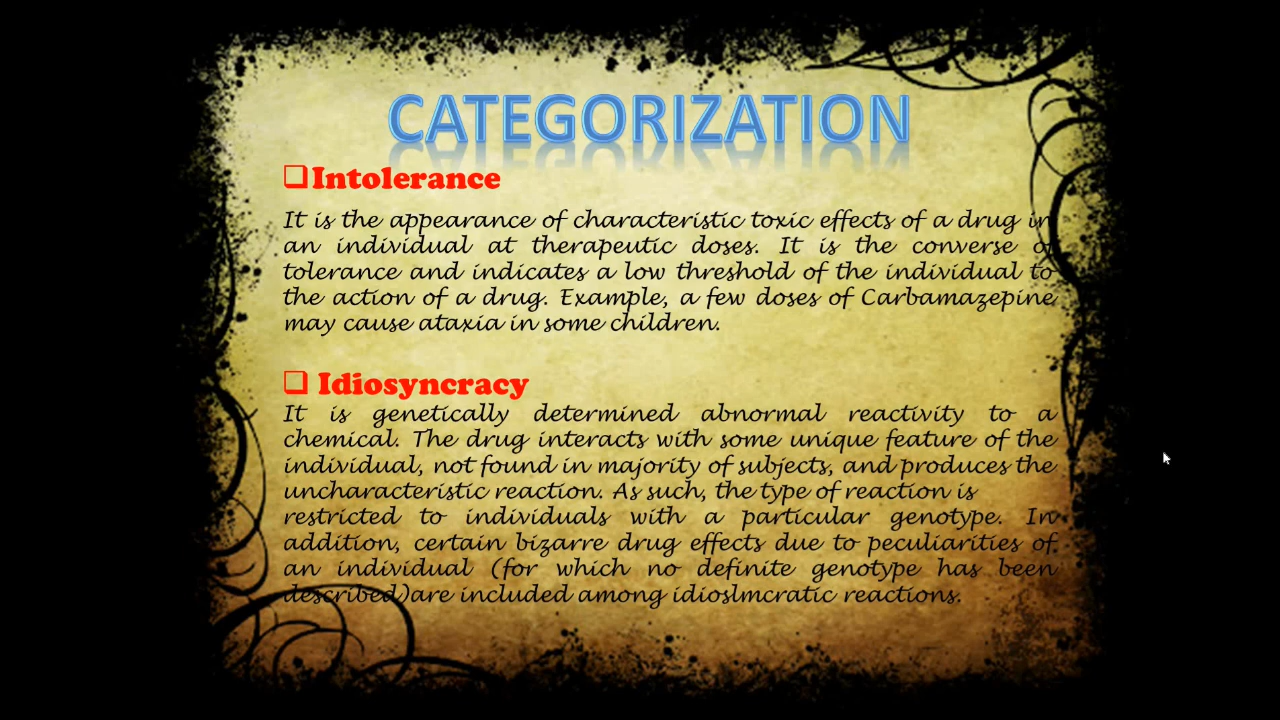 CATEGORIZATION
Intolerance
It is the appearance of characteristic toxic effects of a drug in
an individual at therapeutic doses. It is the converse of
tolerance and indicates a low threshold of the individual to
the action of a drug. Example, a few doses of Carbamazepine
may cause ataxia in some children.
Idiosyncracy
It is genetically determined abnormal reactivity to a
chemical. The drug interacts with some unique feature of the
individual, not found in majority of subjects, and produces the
uncharacteristic reaction. As such, the type of reaction is
restricted to individuals with a particular genotype. In
addition, certain bizarre drug effects due to peculiarities of
an individual (for which no definite genotype has been
described)are included among idioslmcratic reactions.